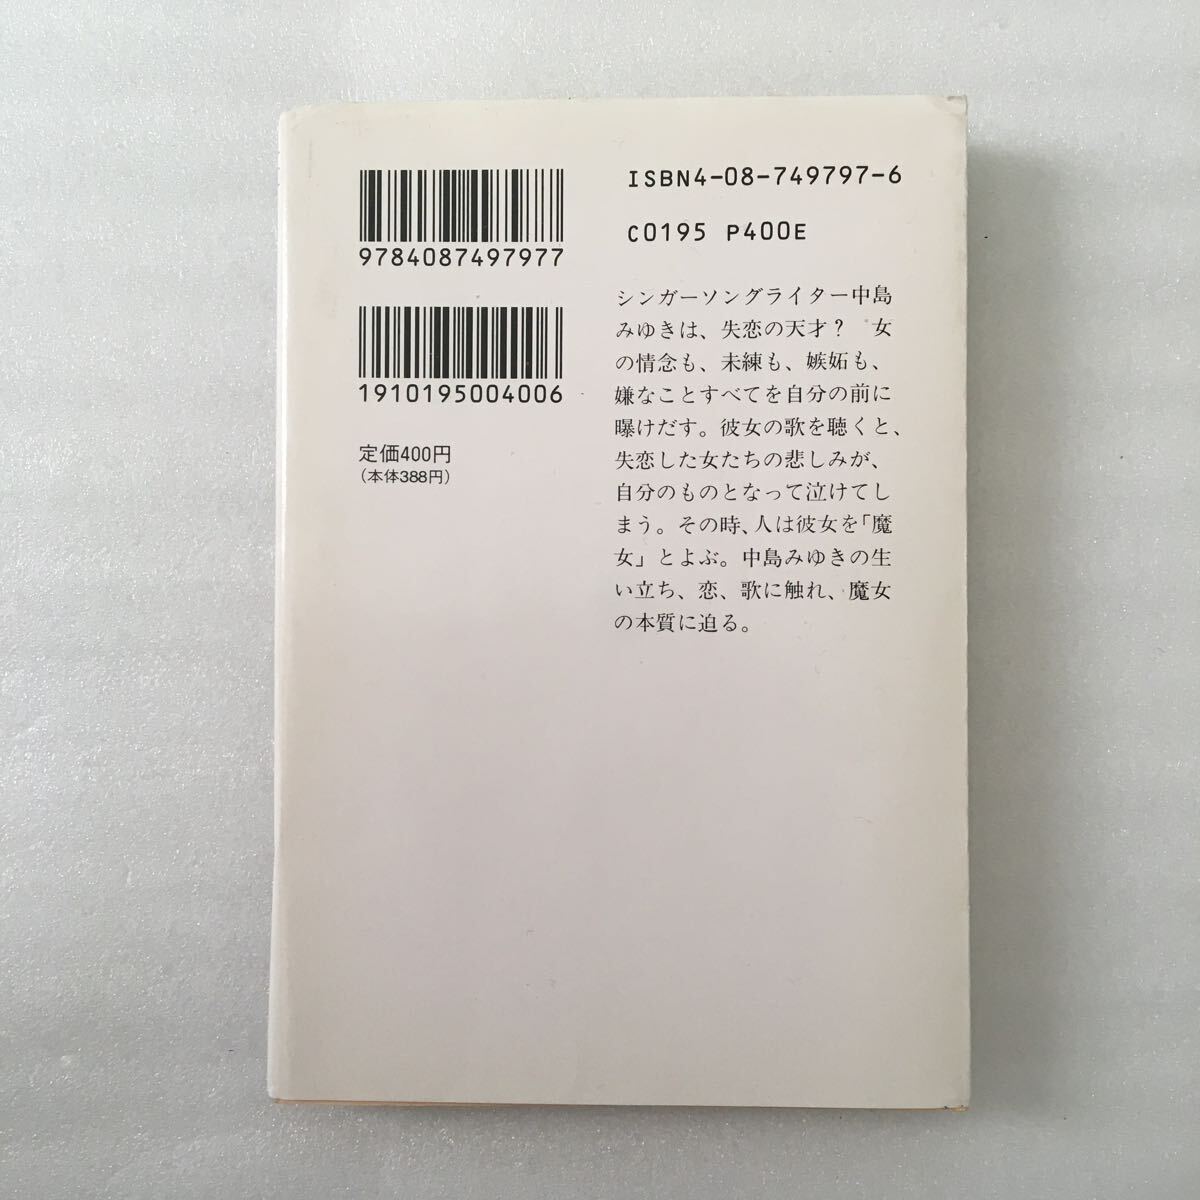 9784087497977
1910195004006
定価400円
(本体388円)
ISBN4-08-749797-6
C0195 P400E
シンガーソングライター中島
みゆきは、失恋の天才? 女
の情念も、未練も、嫉妬も、
嫌なことすべてを自分の前に
曝けだす。彼女の歌を聴くと、
失恋した女たちの悲しみが、
自分のものとなって泣けてし
まう。その時、人は彼女を「魔
女」とよぶ。中島みゆきの生
い立ち、恋、歌に触れ、魔女
の本質に迫る。